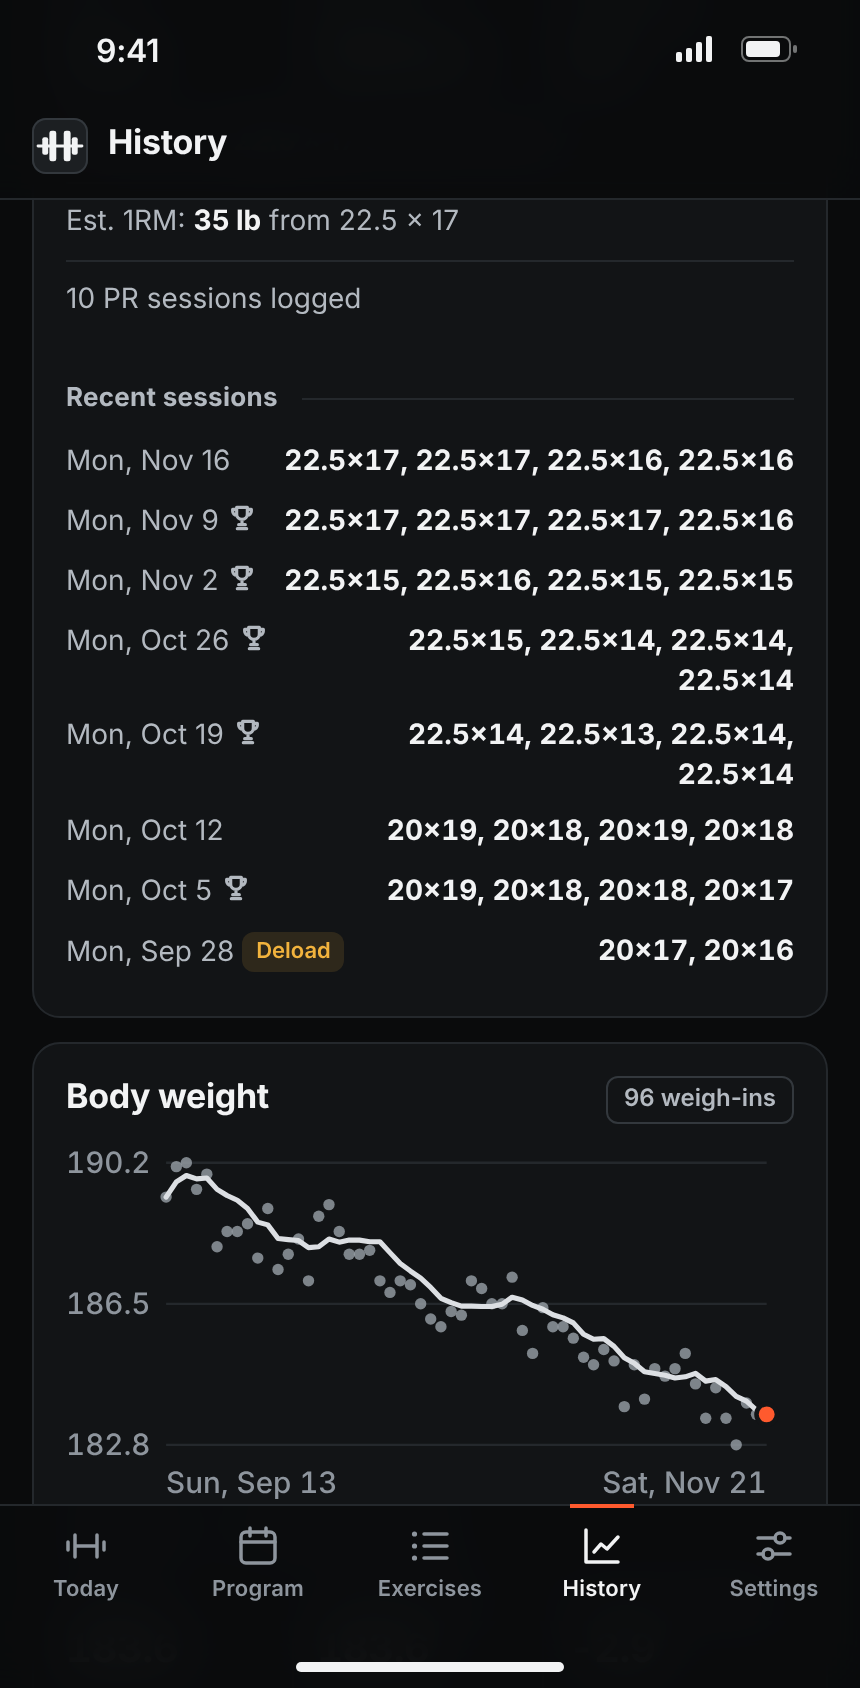 9:41
History
Est. 1RM: 35 lb from 22.5 × 17
10 PR sessions logged
Recent sessions
Mon, Nov 16 22.5×17, 22.5×17, 22.5×16, 22.5×16
Mon, Nov 9 22.5×17, 22.5×17, 22.5×17, 22.5×16
Mon, Nov 2 22.5×15, 22.5×16, 22.5×15, 22.5×15
Mon, Oct 26 22.5×15, 22.5×14, 22.5×14,
22.5×14
Mon, Oct 19 22.5×14, 22.5×13, 22.5×14,
22.5×14
Mon, Oct 12 20×19, 20×18, 20×19, 20×18
Mon, Oct 5 20×19, 20×18, 20×18, 20×17
Mon, Sep 28 Deload 20×17, 20×16
Body weight 96 weigh-ins
190.2
186.5
182.8
Sun, Sep 13 Sat, Nov 21
Today Program Exercises History Settings